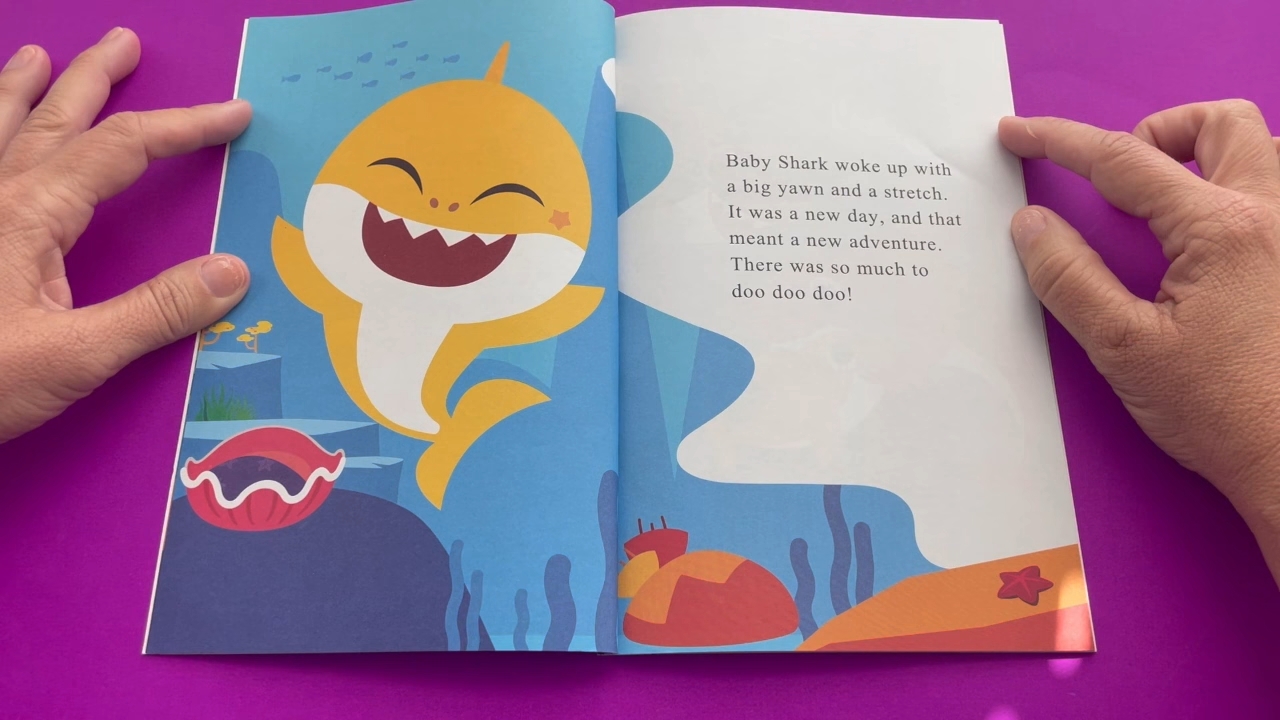 Baby Shark woke up with
a big yawn and a stretch.
It was a new day, and that
meant a new adventure.
There was so much to
doo doo doo!